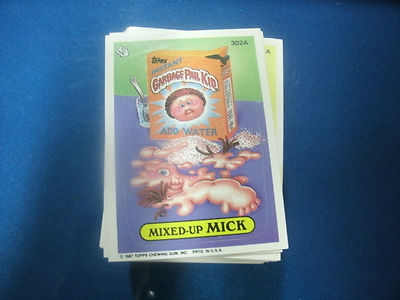 302A
TOPPS
INSTANT
GARBAGE PAIL KID
ADD WATER
MIXED-UP MICK
© 1987 TOPPS CHEWING GUM, INC. PRTD. IN U.S.A.